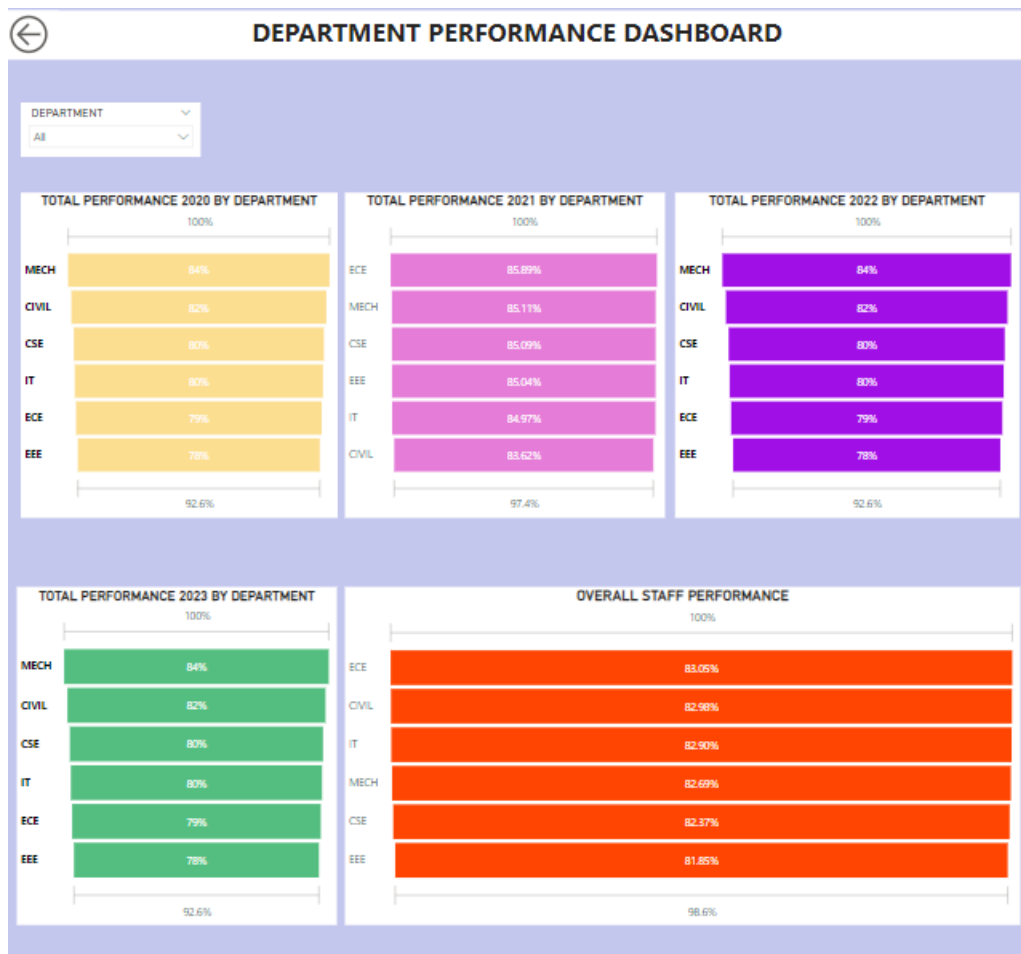 DEPARTMENT PERFORMANCE DASHBOARD
DEPARTMENT
All
TOTAL PERFORMANCE 2020 BY DEPARTMENT
100%
MECH 84%
CIVIL 82%
CSE 80%
IT 80%
ECE 79%
EEE 78%
92.6%
TOTAL PERFORMANCE 2021 BY DEPARTMENT
100%
ECE 85.89%
MECH 85.11%
CSE 85.09%
EEE 85.04%
IT 84.97%
CIVIL 83.62%
97.4%
TOTAL PERFORMANCE 2022 BY DEPARTMENT
100%
MECH 84%
CIVIL 82%
CSE 80%
IT 80%
ECE 79%
EEE 78%
92.6%
TOTAL PERFORMANCE 2023 BY DEPARTMENT
100%
MECH 84%
CIVIL 82%
CSE 80%
IT 80%
ECE 79%
EEE 78%
92.6%
OVERALL STAFF PERFORMANCE
100%
ECE 83.05%
CIVIL 82.98%
IT 82.90%
MECH 82.69%
CSE 82.37%
EEE 81.85%
98.6%